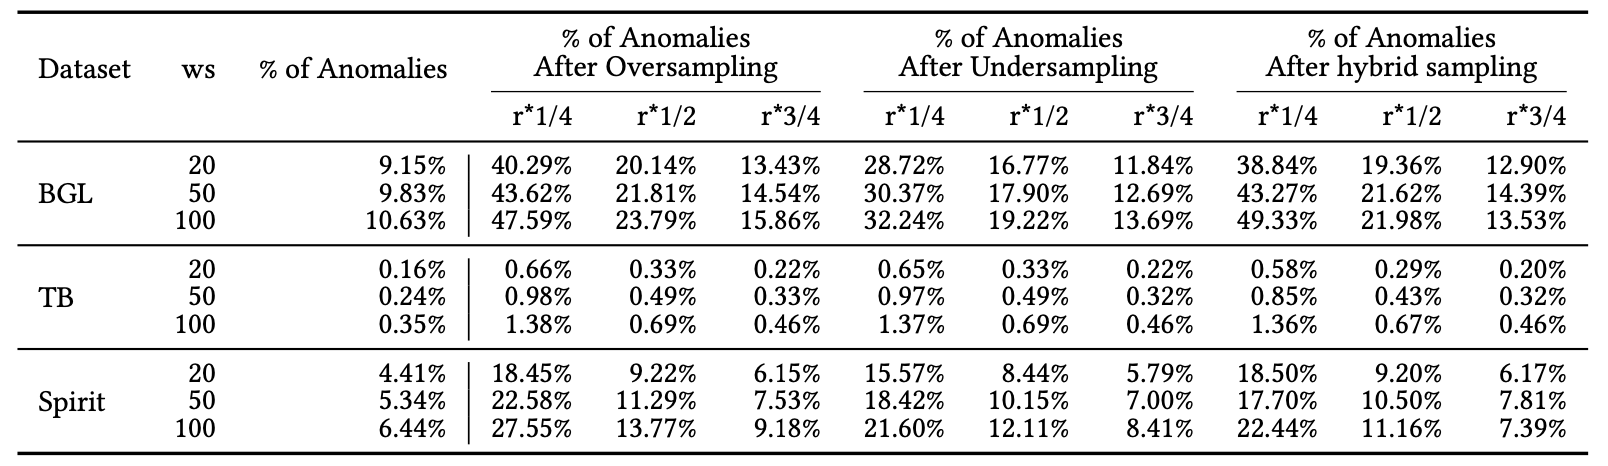 Dataset ws % of Anomalies % of Anomalies After Oversampling % of Anomalies After Undersampling % of Anomalies After hybrid sampling
r*1/4 r*1/2 r*3/4 r*1/4 r*1/2 r*3/4 r*1/4 r*1/2 r*3/4
BGL 20 9.15% 40.29% 20.14% 13.43% 28.72% 16.77% 11.84% 38.84% 19.36% 12.90%
50 9.83% 43.62% 21.81% 14.54% 30.37% 17.90% 12.69% 43.27% 21.62% 14.39%
100 10.63% 47.59% 23.79% 15.86% 32.24% 19.22% 13.69% 49.33% 21.98% 13.53%
TB 20 0.16% 0.66% 0.33% 0.22% 0.65% 0.33% 0.22% 0.58% 0.29% 0.20%
50 0.24% 0.98% 0.49% 0.33% 0.97% 0.49% 0.32% 0.85% 0.43% 0.32%
100 0.35% 1.38% 0.69% 0.46% 1.37% 0.69% 0.46% 1.36% 0.67% 0.46%
Spirit 20 4.41% 18.45% 9.22% 6.15% 15.57% 8.44% 5.79% 18.50% 9.20% 6.17%
50 5.34% 22.58% 11.29% 7.53% 18.42% 10.15% 7.00% 17.70% 10.50% 7.81%
100 6.44% 27.55% 13.77% 9.18% 21.60% 12.11% 8.41% 22.44% 11.16% 7.39%